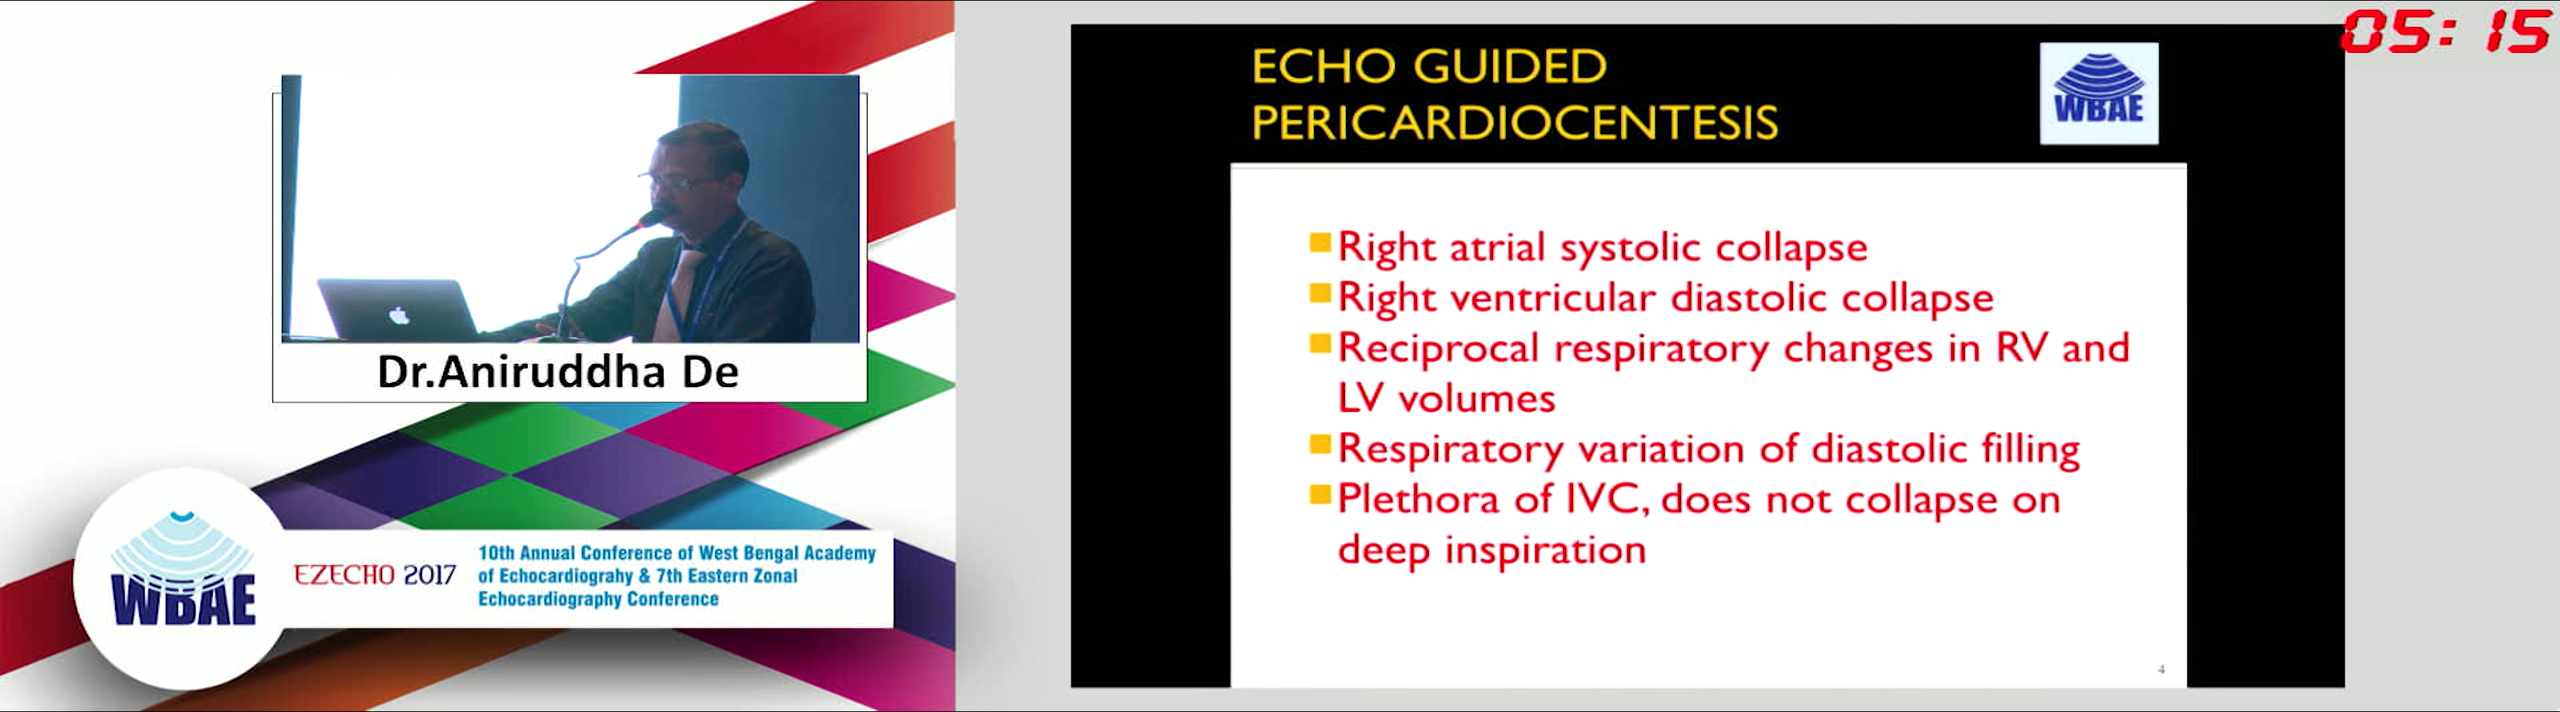 Dr.Aniruddha De
WBAE
EZECHO 2017
10th Annual Conference of West Bengal Academy
of Echocardiograhy & 7th Eastern Zonal
Echocardiography Conference
05:15
ECHO GUIDED
PERICARDIOCENTESIS
WBAE
Right atrial systolic collapse
Right ventricular diastolic collapse
Reciprocal respiratory changes in RV and
LV volumes
Respiratory variation of diastolic filling
Plethora of IVC, does not collapse on
deep inspiration
4